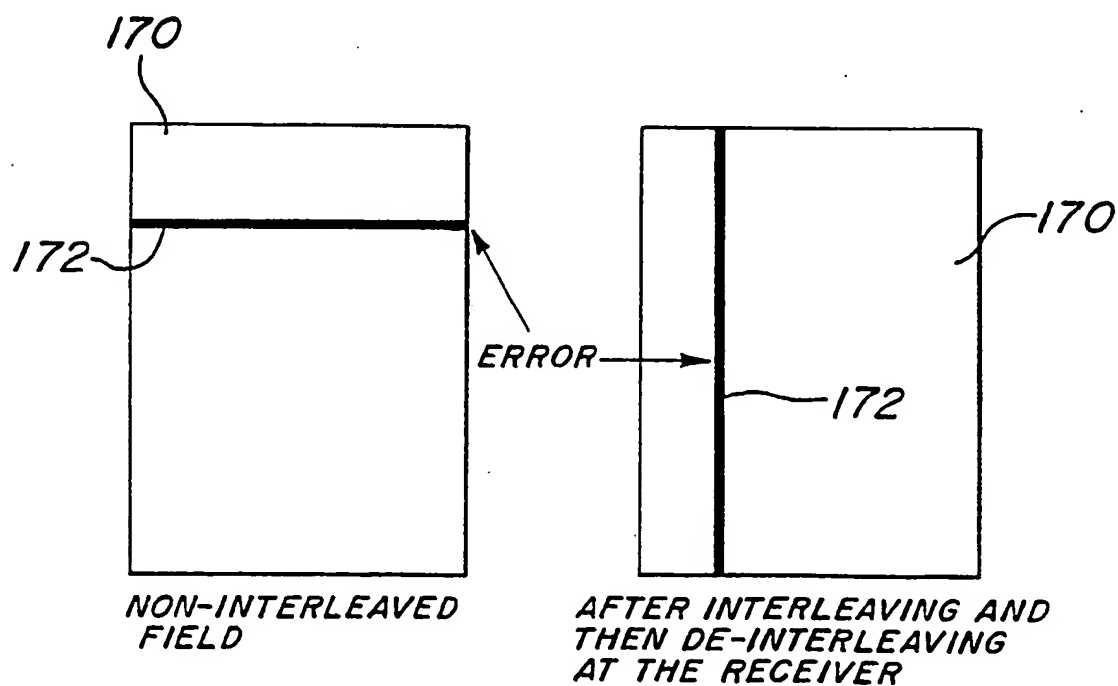 170
172
170
ERROR
172
NON-INTERLEAVED
FIELD
AFTER INTERLEAVING AND
THEN DE-INTERLEAVING
AT THE RECEIVER